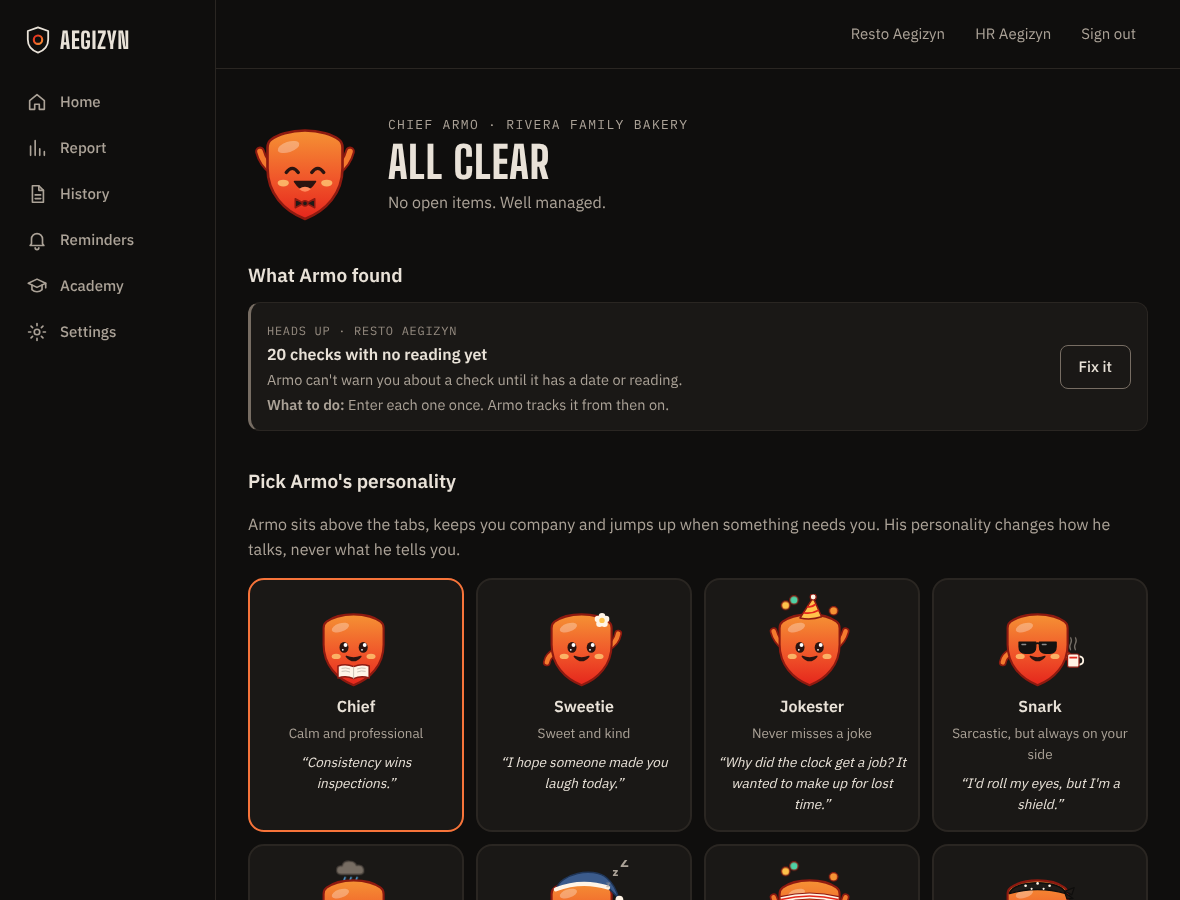 AEGIZYN
Resto Aegizyn
HR Aegizyn
Sign out
Home
Report
History
Reminders
Academy
Settings
CHIEF ARMO · RIVERA FAMILY BAKERY
ALL CLEAR
No open items. Well managed.
What Armo found
HEADS UP · RESTO AEGIZYN
20 checks with no reading yet
Armo can't warn you about a check until it has a date or reading.
What to do: Enter each one once. Armo tracks it from then on.
Fix it
Pick Armo's personality
Armo sits above the tabs, keeps you company and jumps up when something needs you. His personality changes how he
talks, never what he tells you.
Chief
Calm and professional
“Consistency wins
inspections.”
Sweetie
Sweet and kind
“I hope someone made you
laugh today.”
Jokester
Never misses a joke
“Why did the clock get a job? It
wanted to make up for lost
time.”
Snark
Sarcastic, but always on your
side
“I'd roll my eyes, but I'm a
shield.”
z
z